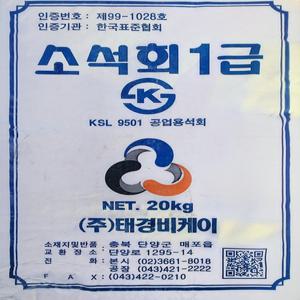 인증번호 : 제99-1028호
인증기관 : 한국표준협회
소석회1급
KSL 9501 공업용석회
NET. 20kg
(주)태경비케이
소재지및반품 : 충북 단양군 매포읍
교환장소 : 단양로 1295-14
전화 : 본사 (02)3661-8018
공장 (043)421-2222
FAX : (043)422-0210